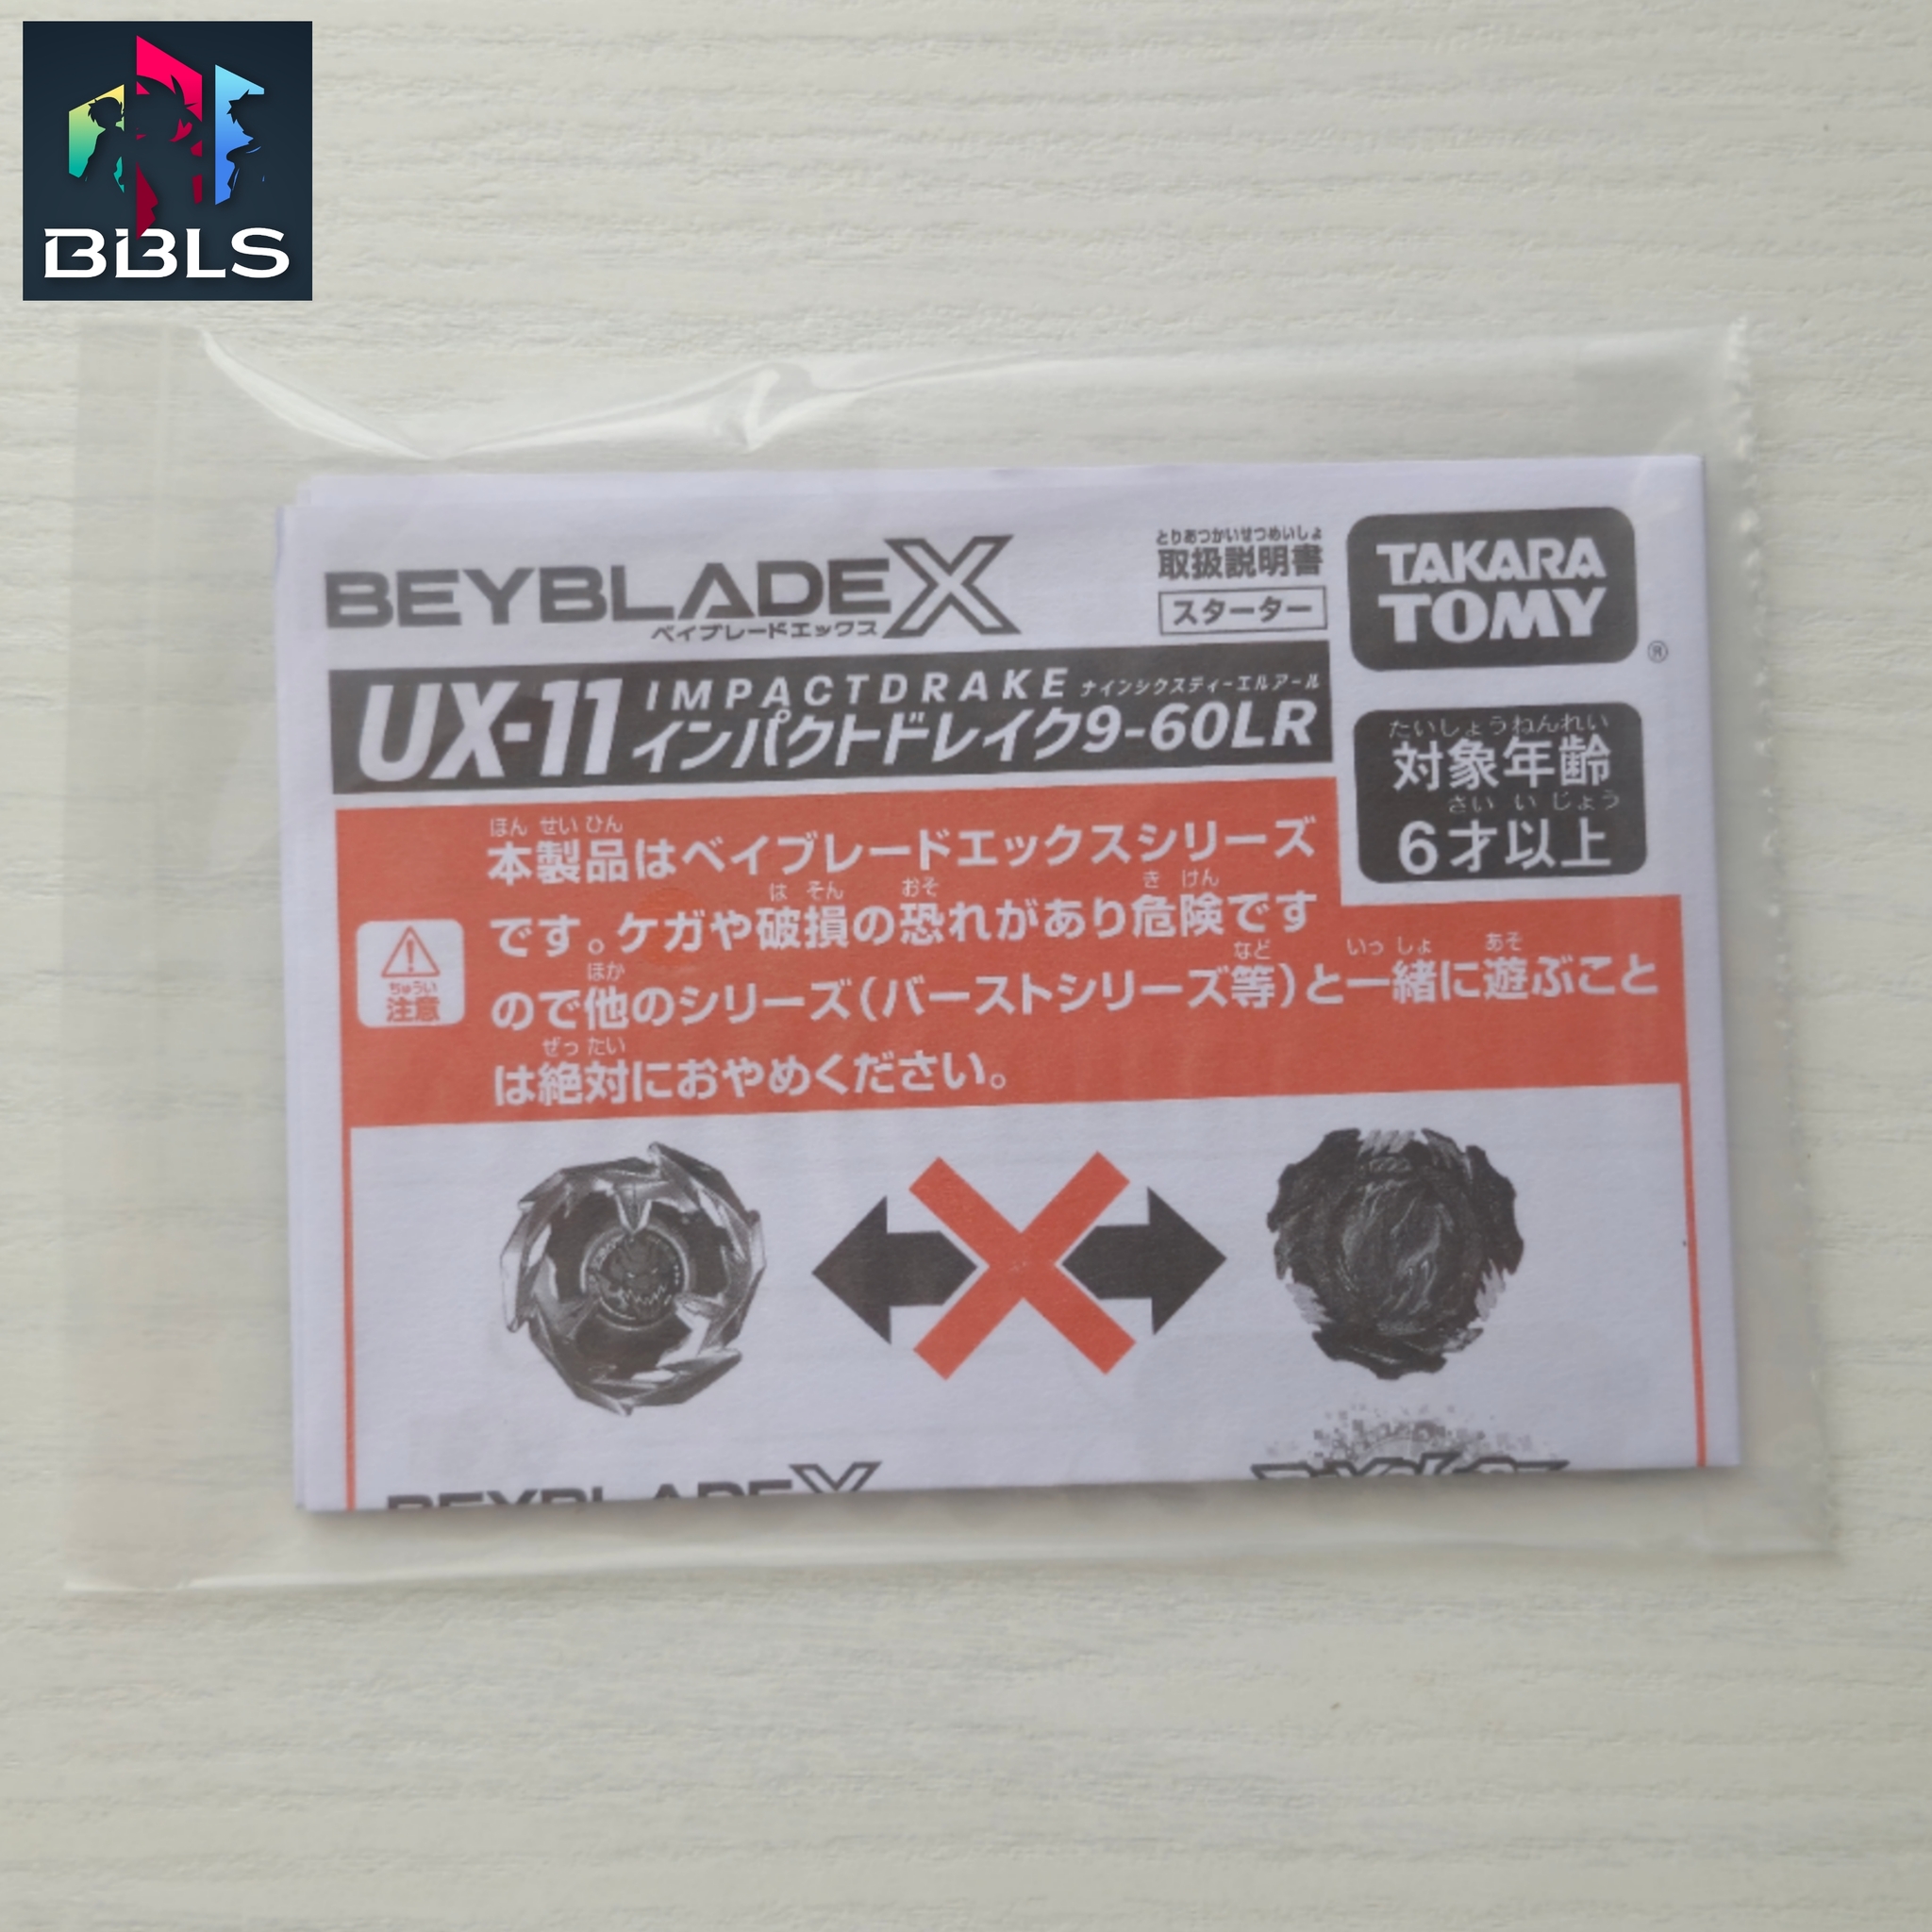 BBLS
BEYBLADE X
ベイブレードエックス
とりあつかいせつめいしょ
取扱説明書
スターター
TAKARA
TOMY
®
UX-11
IMPACTDRAKE ナインシクスティーエルアール
インパクトドレイク9-60LR
たいしょうねんれい
対象年齢
さい い じょう
6才以上
ほん せい ひん
本製品はベイブレードエックスシリーズ
は そん おそ き けん
です。ケガや破損の恐れがあり危険です
ほか など いっ しょ あそ
ので他のシリーズ(バーストシリーズ等)と一緒に遊ぶこと
ぜっ たい
は絶対におやめください。
ちゅうい
注意
BEYBLADE X